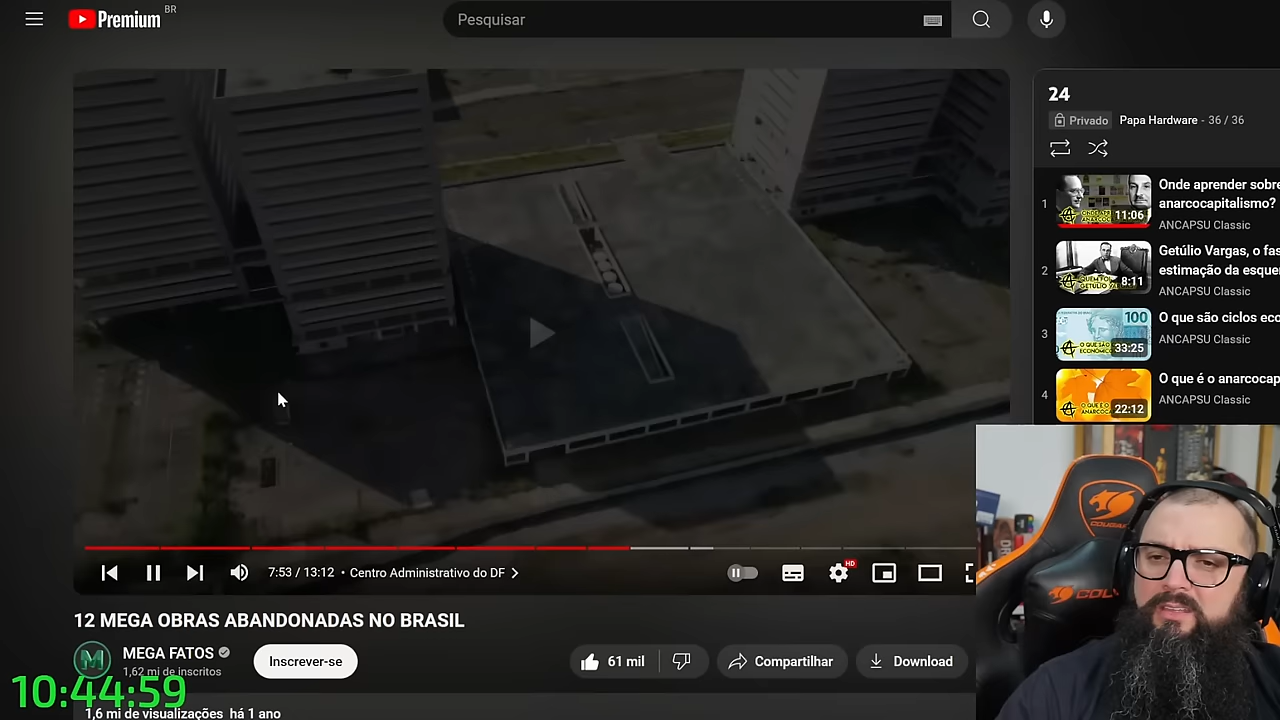 Premium BR
Pesquisar
24
Privado Papa Hardware - 36 / 36
1
11:06
Onde aprender sobre
anarcocapitalismo?
ANCAPSU Classic
2
8:11
Getúlio Vargas, o fas
estimação da esque
ANCAPSU Classic
3
100
33:25
O que são ciclos eco
ANCAPSU Classic
4
22:12
O que é o anarcocap
ANCAPSU Classic
7:53 / 13:12 • Centro Administrativo do DF
HD
COUGAR
12 MEGA OBRAS ABANDONADAS NO BRASIL
MEGA FATOS
1,62 mi de inscritos
Inscrever-se
61 mil
Compartilhar
Download
10:44:59
1,6 mi de visualizações há 1 ano